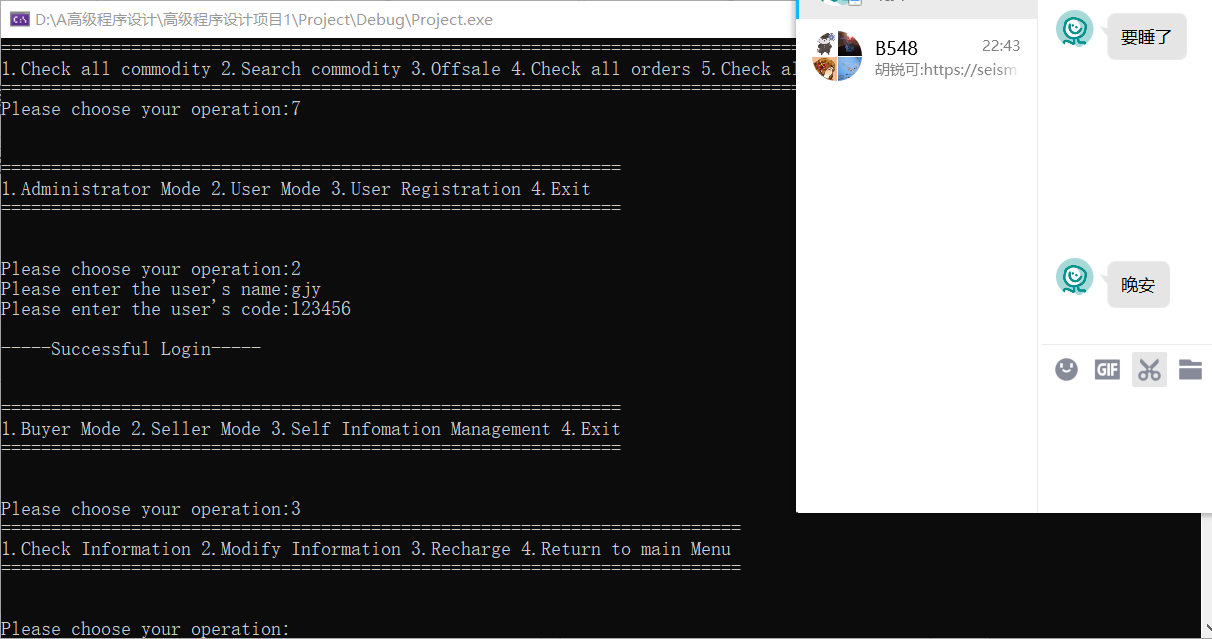 D:\A高级程序设计\高级程序设计项目1\Project\Debug\Project.exe
================================================================================
1.Check all commodity 2.Search commodity 3.Offsale 4.Check all orders 5.Check al
================================================================================
Please choose your operation:7
==============================================================
1.Administrator Mode 2.User Mode 3.User Registration 4.Exit
==============================================================
Please choose your operation:2
Please enter the user's name:gjy
Please enter the user's code:123456
-----Successful Login-----
==============================================================
1.Buyer Mode 2.Seller Mode 3.Self Infomation Management 4.Exit
==============================================================
Please choose your operation:3
==========================================================================
1.Check Information 2.Modify Information 3.Recharge 4.Return to main Menu
==========================================================================
Please choose your operation:
B548
22:43
胡锐可:https://seism
要睡了
晚安
GIF